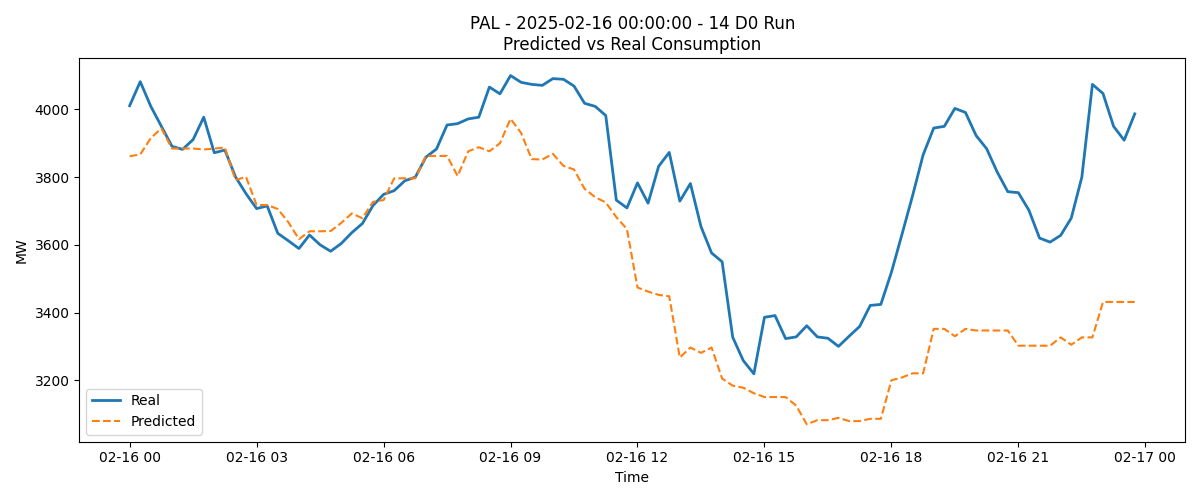 PAL - 2025-02-16 00:00:00 - 14 D0 Run
Predicted vs Real Consumption
MW
4000
3800
3600
3400
3200
Real
Predicted
02-16 00
02-16 03
02-16 06
02-16 09
02-16 12
02-16 15
02-16 18
02-16 21
02-17 00
Time